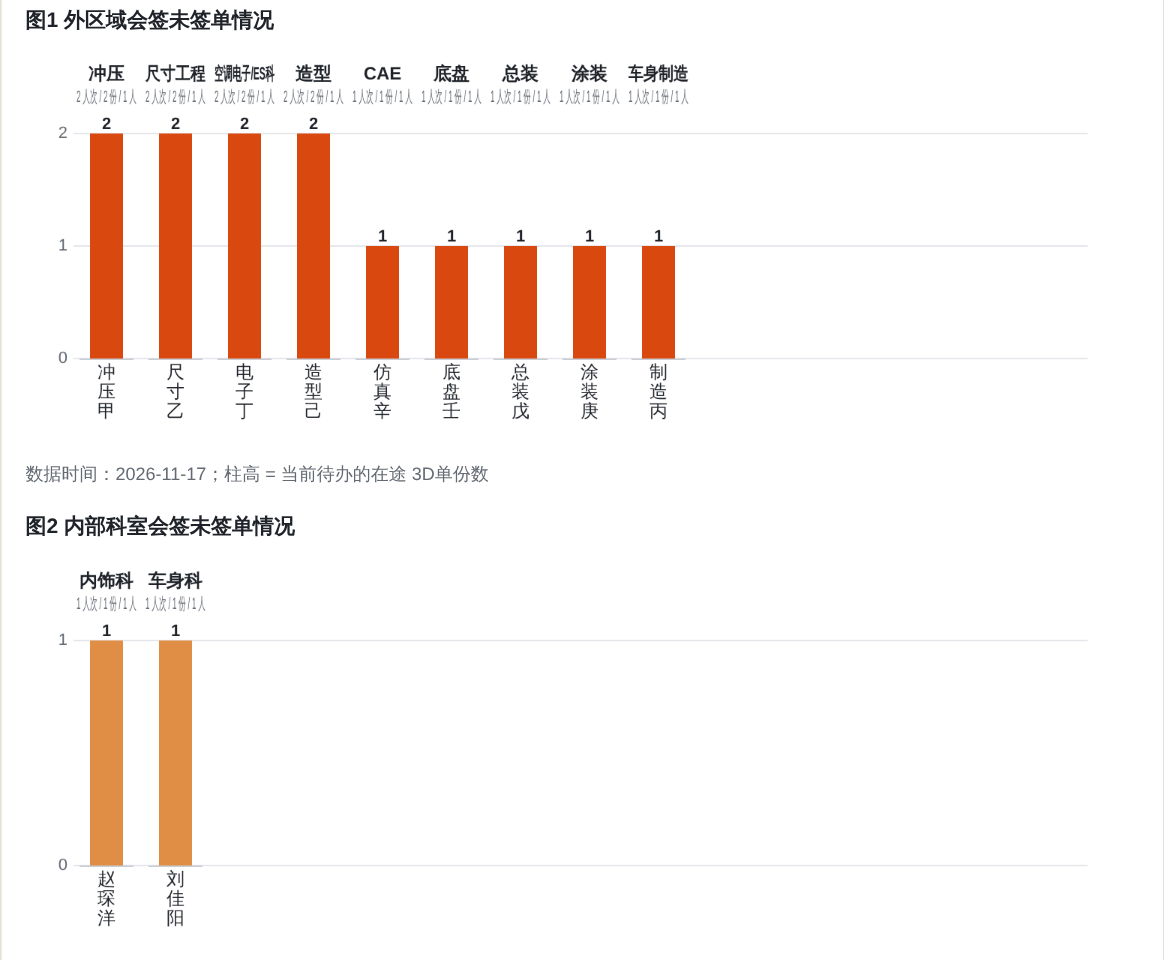 图1 外区域会签未签单情况
冲压 尺寸工程 空调电子/ES科 造型 CAE 底盘 总装 涂装 车身制造
2人次/2份/1人 2人次/2份/1人 2人次/2份/1人 2人次/2份/1人 1人次/1份/1人 1人次/1份/1人 1人次/1份/1人 1人次/1份/1人 1人次/1份/1人
2 2 2 2
2
1 1 1 1 1
1
0
冲压甲 尺寸乙 电子丁 造型己 仿真辛 底盘壬 总装戊 涂装庚 制造丙
数据时间：2026-11-17；柱高 = 当前待办的在途 3D单份数
图2 内部科室会签未签单情况
内饰科 车身科
1人次/1份/1人 1人次/1份/1人
1 1
1
0
赵琛洋 刘佳阳